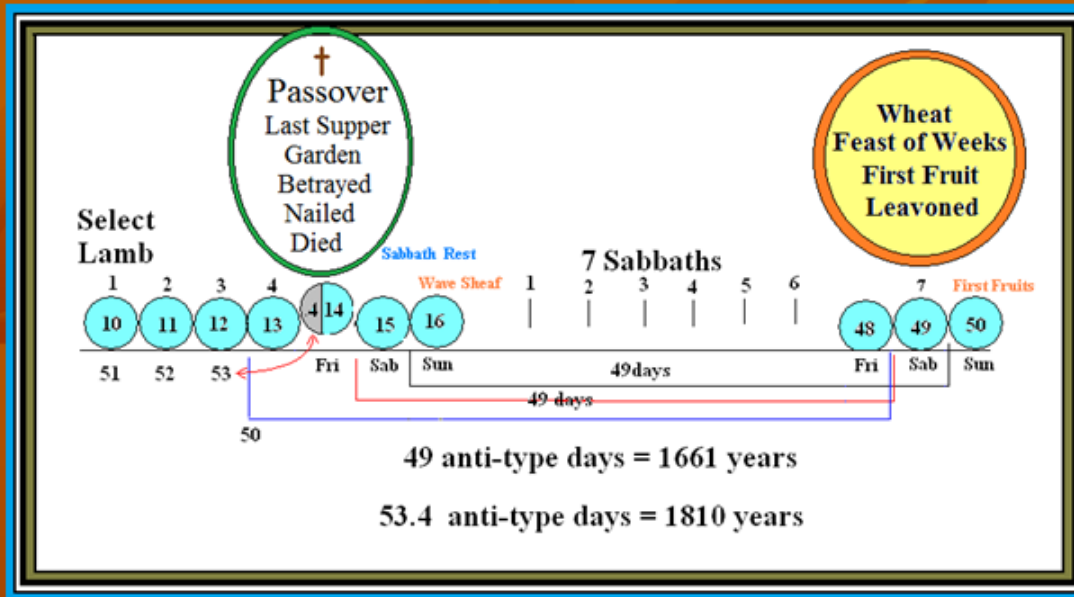 Passover
Last Supper
Garden
Betrayed
Nailed
Died
Wheat
Feast of Weeks
First Fruit
Leavoned
Select
Lamb
Sabbath Rest
7 Sabbaths
Wave Sheaf
First Fruits
1 2 3 4 1 2 3 4 5 6 7
10 11 12 13 .4 14 15 16 48 49 50
51 52 53 Fri Sab Sun Fri Sab Sun
49days
49 days
50
49 anti-type days = 1661 years
53.4 anti-type days = 1810 years